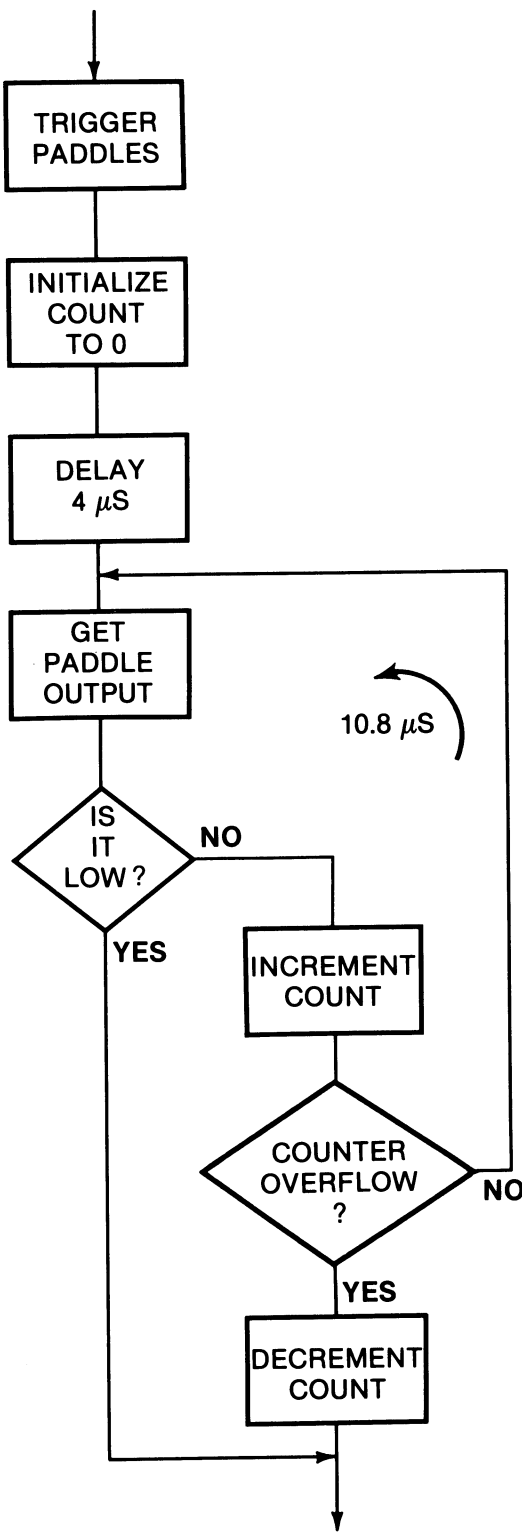 TRIGGER
PADDLES
INITIALIZE
COUNT
TO 0
DELAY
4 μS
GET
PADDLE
OUTPUT
10.8 μS
IS
IT
LOW?
NO
YES
INCREMENT
COUNT
COUNTER
OVERFLOW
?
NO
YES
DECREMENT
COUNT